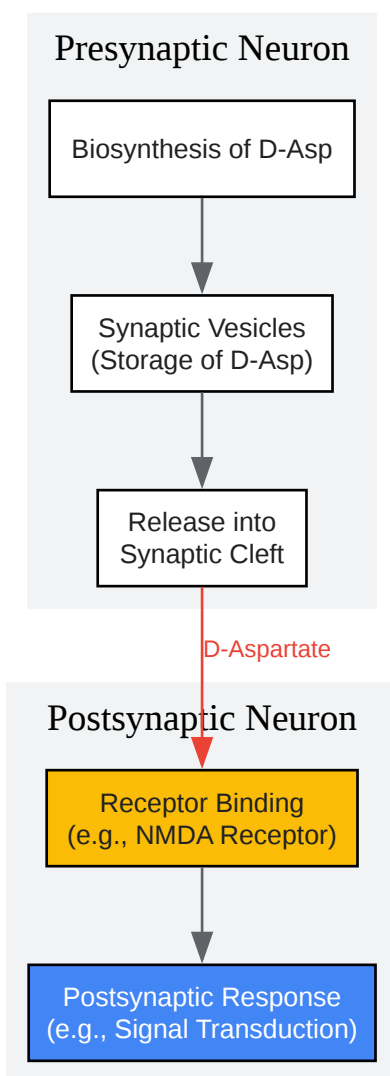 Presynaptic Neuron
Biosynthesis of D-Asp
Synaptic Vesicles
(Storage of D-Asp)
Release into
Synaptic Cleft
D-Aspartate
Postsynaptic Neuron
Receptor Binding
(e.g., NMDA Receptor)
Postsynaptic Response
(e.g., Signal Transduction)